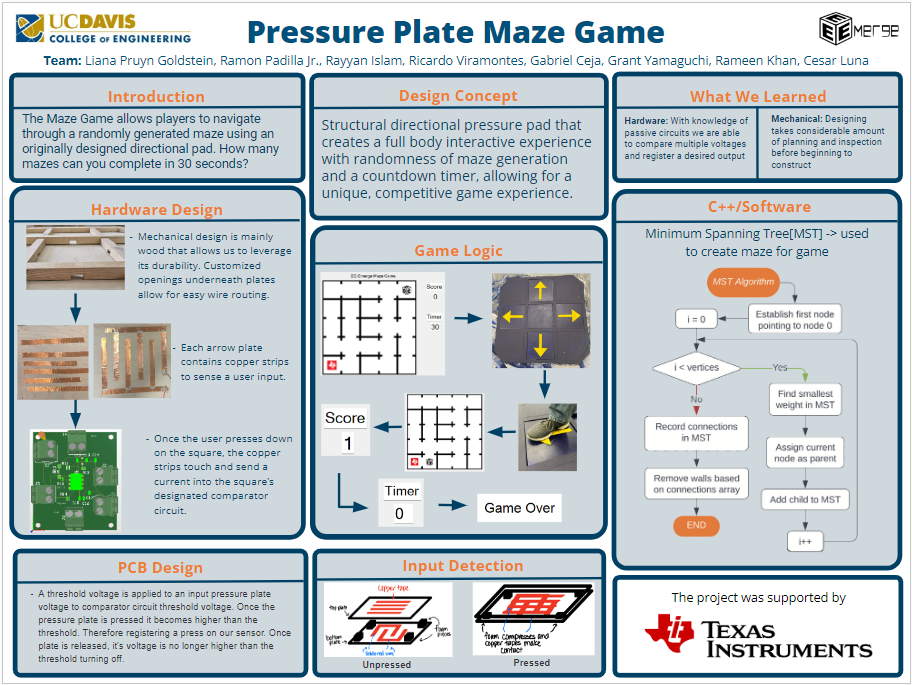 UCDAVIS
COLLEGE OF ENGINEERING
Pressure Plate Maze Game
EEEMerge
Team: Liana Pruyn Goldstein, Ramon Padilla Jr., Rayyan Islam, Ricardo Viramontes, Gabriel Ceja, Grant Yamaguchi, Rameen Khan, Cesar Luna
Introduction
The Maze Game allows players to navigate
through a randomly generated maze using an
originally designed directional pad. How many
mazes can you complete in 30 seconds?
Hardware Design
- Mechanical design is mainly
wood that allows us to leverage
its durability. Customized
openings underneath plates
allow for easy wire routing.
- Each arrow plate
contains copper strips
to sense a user input.
- Once the user presses down
on the square, the copper
strips touch and send a
current into the square's
designated comparator
circuit.
PCB Design
- A threshold voltage is applied to an input pressure plate
voltage to comparator circuit threshold voltage. Once the
pressure plate is pressed it becomes higher than the
threshold. Therefore registering a press on our sensor. Once
plate is released, it's voltage is no longer higher than the
threshold turning off.
Design Concept
Structural directional pressure pad that
creates a full body interactive experience
with randomness of maze generation
and a countdown timer, allowing for a
unique, competitive game experience.
Game Logic
EE-Emerge Maze Game
Score
0
Timer
30
Score
1
Timer
0
Game Over
Input Detection
Copper tape
top plate
bottom plate
foam pieces
soldered wire
Unpressed
foam compresses and
copper tapes make
contact
Pressed
What We Learned
Hardware: With knowledge of
passive circuits we are able
to compare multiple voltages
and register a desired output
Mechanical: Designing
takes considerable amount
of planning and inspection
before beginning to
construct
C++/Software
Minimum Spanning Tree[MST] -> used
to create maze for game
MST Algorithm
Establish first node
pointing to node 0
i = 0
i < vertices
Yes
No
Find smallest
weight in MST
Record connections
in MST
Assign current
node as parent
Remove walls based
on connections array
Add child to MST
END
i++
The project was supported by
TEXAS
INSTRUMENTS